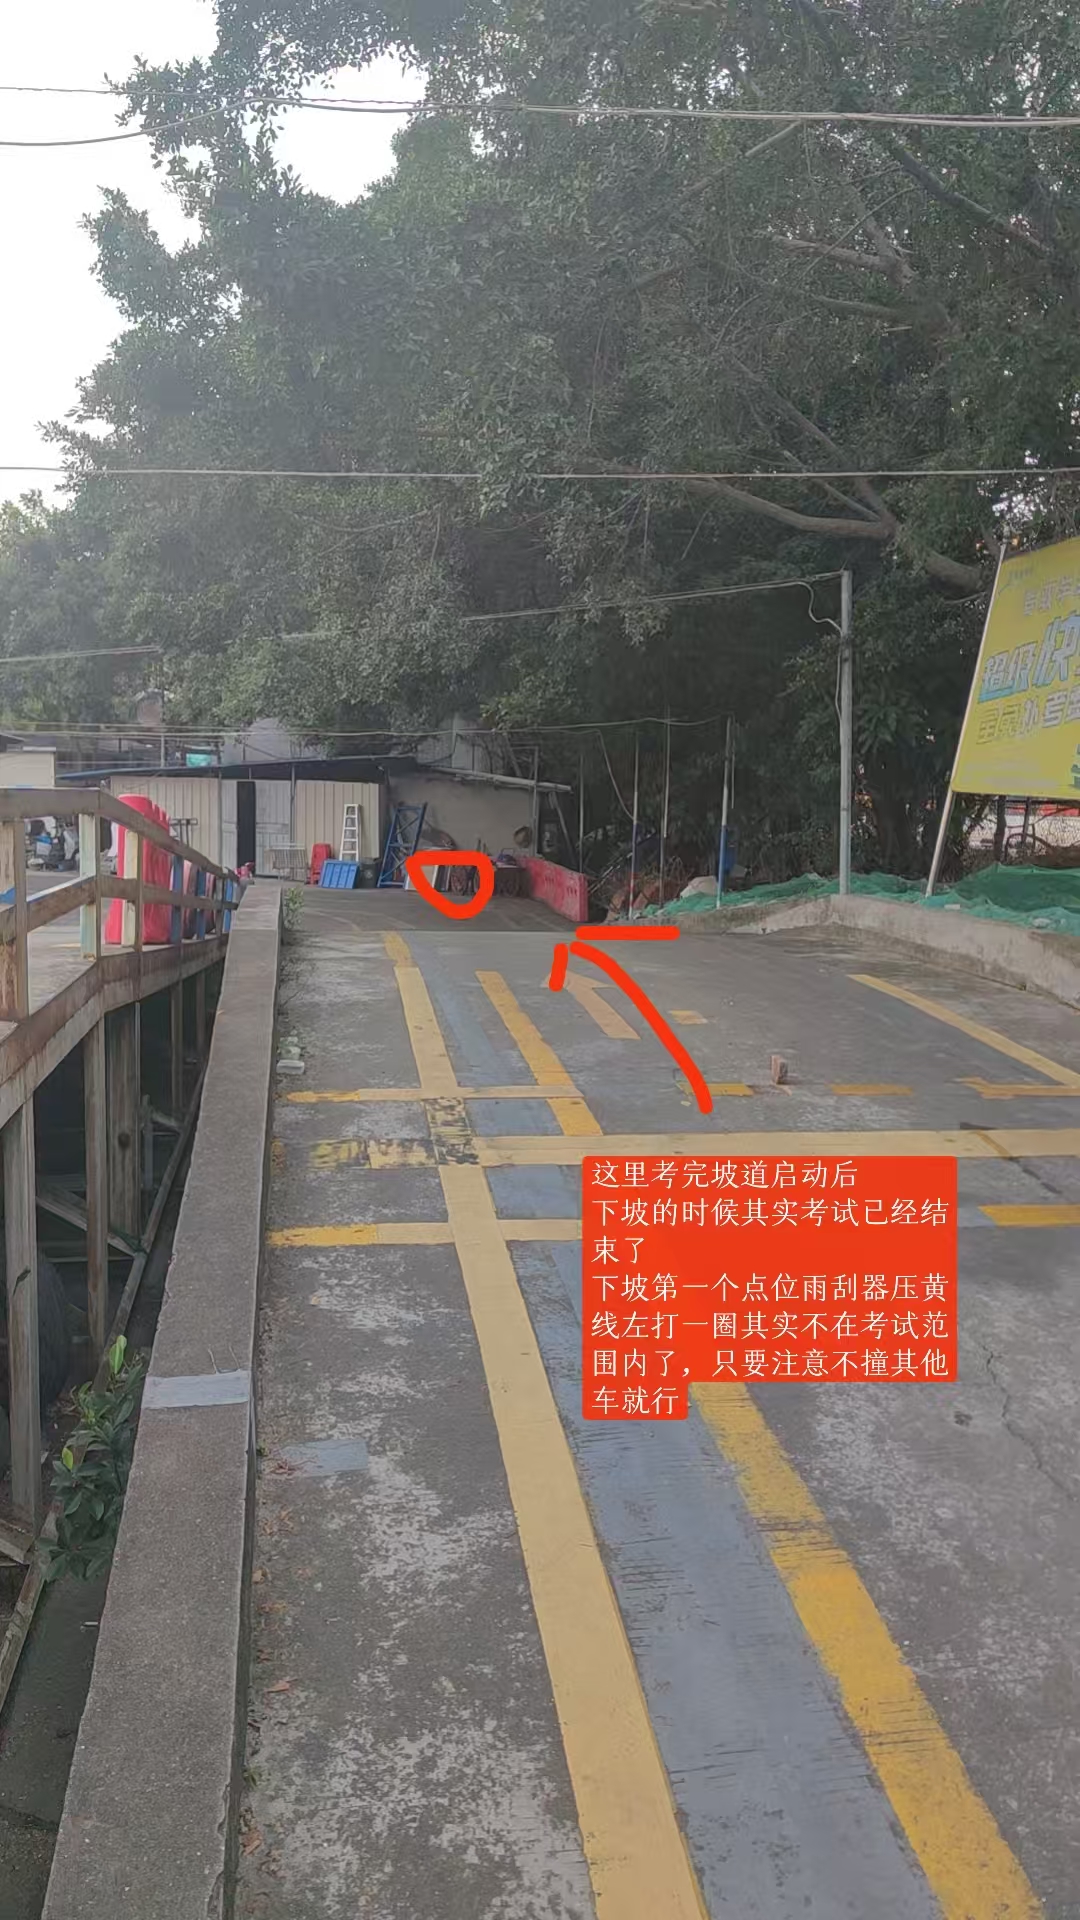 超级快
这里考完坡道启动后
下坡的时候其实考试已经结
束了
下坡第一个点位雨刮器压黄
线左打一圈其实不在考试范
围内了，只要注意不撞其他
车就行